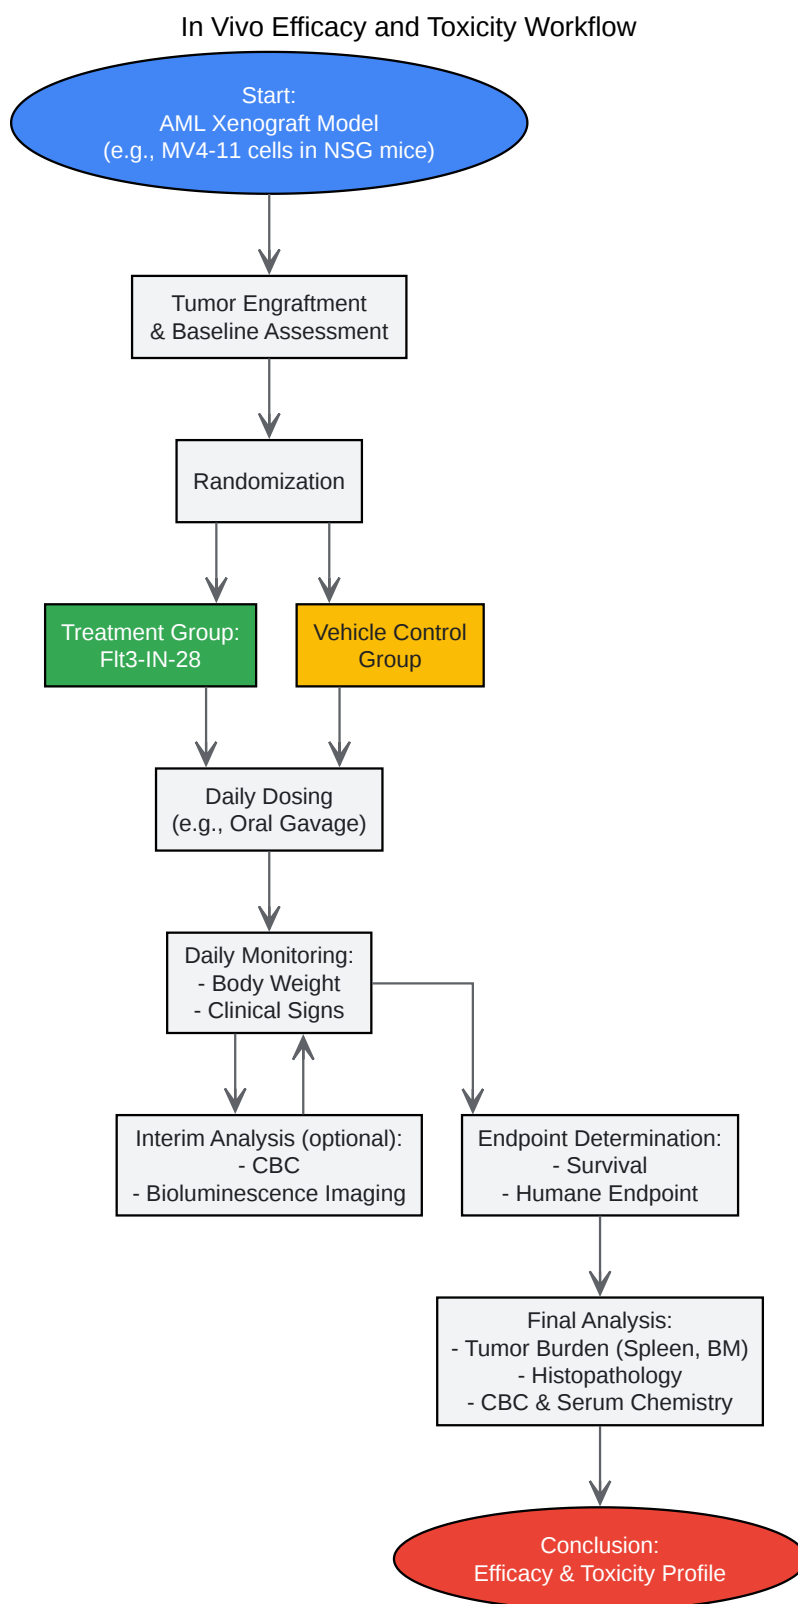 In Vivo Efficacy and Toxicity Workflow
Start:
AML Xenograft Model
(e.g., MV4-11 cells in NSG mice)
Tumor Engraftment
& Baseline Assessment
Randomization
Treatment Group:
Flt3-IN-28
Vehicle Control
Group
Daily Dosing
(e.g., Oral Gavage)
Daily Monitoring:
- Body Weight
- Clinical Signs
Interim Analysis (optional):
- CBC
- Bioluminescence Imaging
Endpoint Determination:
- Survival
- Humane Endpoint
Final Analysis:
- Tumor Burden (Spleen, BM)
- Histopathology
- CBC & Serum Chemistry
Conclusion:
Efficacy & Toxicity Profile